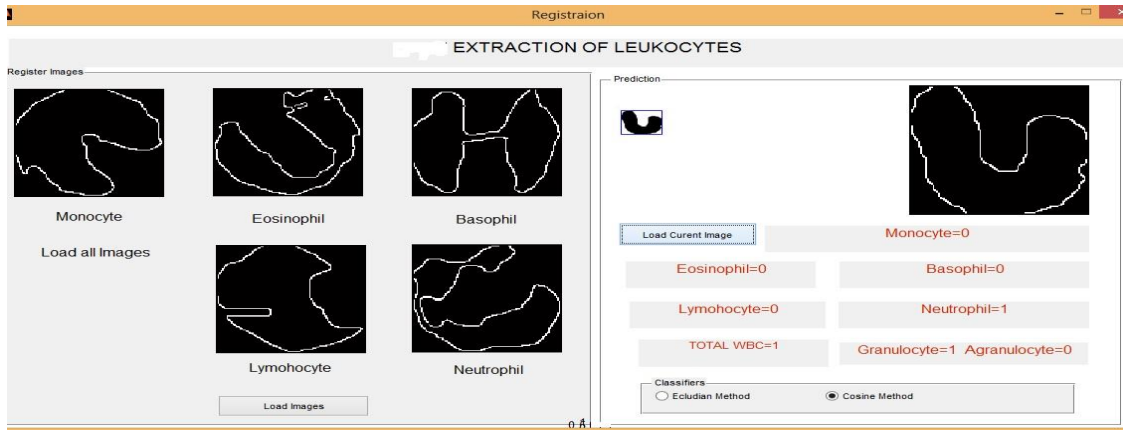 Registraion
EXTRACTION OF LEUKOCYTES
Register Images
Monocyte
Eosinophil
Basophil
Load all Images
Lymohocyte
Neutrophil
Load Images
Prediction
Load Curent Image
Monocyte=0
Eosinophil=0
Basophil=0
Lymohocyte=0
Neutrophil=1
TOTAL WBC=1
Granulocyte=1 Agranulocyte=0
Classifiers
Ecludian Method
Cosine Method